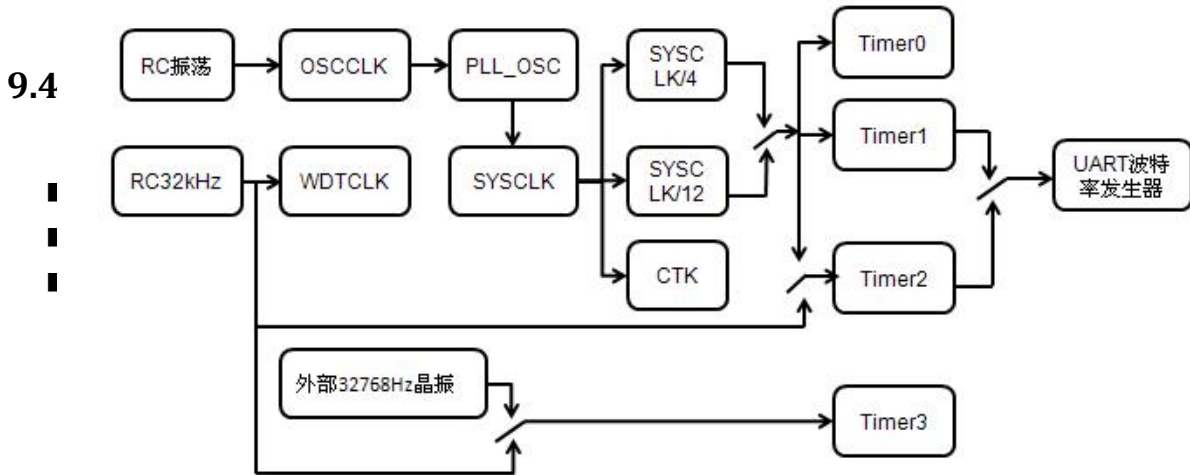 9.4
RC振荡
OSCCLK
PLL_OSC
SYSC
LK/4
Timer0
RC32kHz
WDTCLK
SYSCLK
SYSC
LK/12
Timer1
UART波特
率发生器
CTK
Timer2
外部32768Hz晶振
Timer3